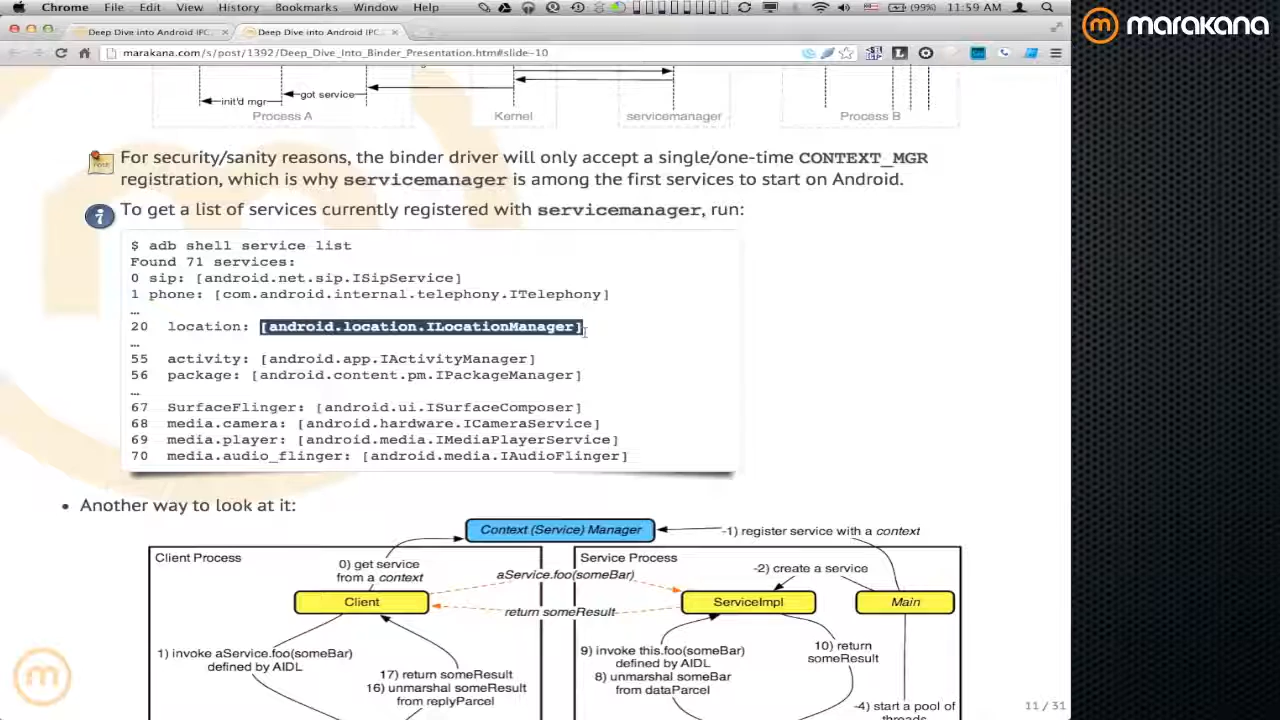 Chrome File Edit View History Bookmarks Window Help (99%) 11:59 AM
marakana
Deep Dive into Android IPC Deep Dive into Android IPC
marakana.com/s/post/1392/Deep_Dive_Into_Binder_Presentation.htm#slide-10
init'd mgr
got service
Process A Kernel servicemanager Process B
For security/sanity reasons, the binder driver will only accept a single/one-time CONTEXT_MGR
registration, which is why servicemanager is among the first services to start on Android.
To get a list of services currently registered with servicemanager, run:
$ adb shell service list
Found 71 services:
0 sip: [android.net.sip.ISipService]
1 phone: [com.android.internal.telephony.ITelephony]
…
20 location: [android.location.ILocationManager]
…
55 activity: [android.app.IActivityManager]
56 package: [android.content.pm.IPackageManager]
…
67 SurfaceFlinger: [android.ui.ISurfaceComposer]
68 media.camera: [android.hardware.ICameraService]
69 media.player: [android.media.IMediaPlayerService]
70 media.audio_flinger: [android.media.IAudioFlinger]
• Another way to look at it:
Context (Service) Manager
-1) register service with a context
Client Process
Service Process
0) get service
from a context
aService.foo(someBar)
-2) create a service
Client
ServiceImpl
Main
return someResult
1) invoke aService.foo(someBar)
defined by AIDL
17) return someResult
16) unmarshal someResult
from replyParcel
9) invoke this.foo(someBar)
defined by AIDL
8) unmarshal someBar
from dataParcel
10) return
someResult
-4) start a pool of
threads
11 / 31